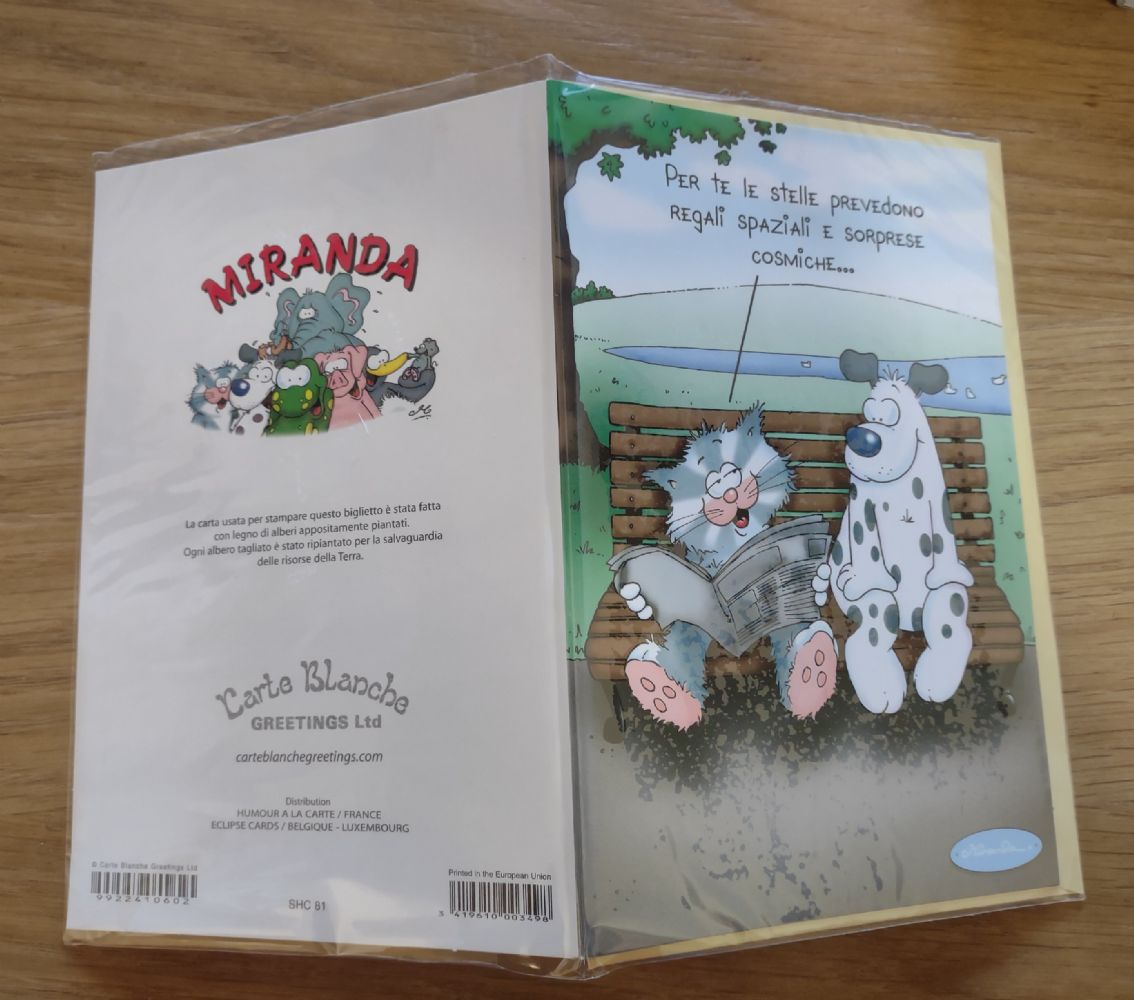 MIRANDA
La carta usata per stampare questo biglietto è stata fatta
con legno di alberi appositamente piantati.
Ogni albero tagliato è stato ripiantato per la salvaguardia
delle risorse della Terra.
Carte Blanche
GREETINGS Ltd
carteblanchegreetings.com
Distribution
HUMOUR A LA CARTE / FRANCE
ECLIPSE CARDS / BELGIQUE - LUXEMBOURG
© Carte Blanche Greetings Ltd
9922410602
SHC 81
Printed in the European Union
3 419610 003498
PER TE LE STELLE PREVEDONO
REGALI SPAZIALI E SORPRESE
COSMICHE...
Miranda